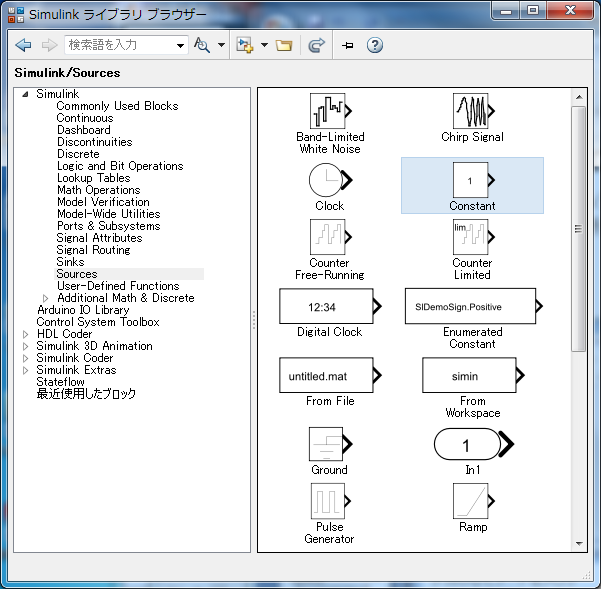 Simulink ライブラリ ブラウザー
検索語を入力
Simulink/Sources
Simulink
Commonly Used Blocks
Continuous
Dashboard
Discontinuities
Discrete
Logic and Bit Operations
Lookup Tables
Math Operations
Model Verification
Model-Wide Utilities
Ports & Subsystems
Signal Attributes
Signal Routing
Sinks
Sources
User-Defined Functions
Additional Math & Discrete
Arduino IO Library
Control System Toolbox
HDL Coder
Simulink 3D Animation
Simulink Coder
Simulink Extras
Stateflow
最近使用したブロック
Band-Limited
White Noise
Chirp Signal
Clock
1
Constant
Counter
Free-Running
lim
Counter
Limited
12:34
Digital Clock
SlDemoSign.Positive
Enumerated
Constant
untitled.mat
From File
simin
From
Workspace
Ground
1
In1
Pulse
Generator
Ramp